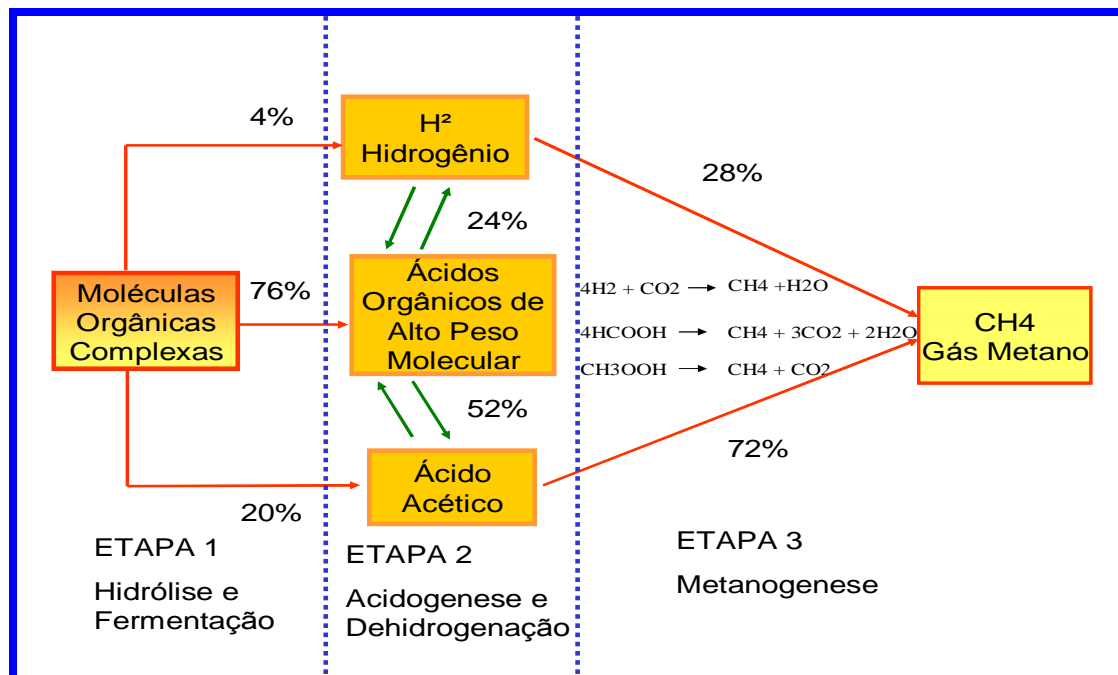 4%
H²
Hidrogênio
28%
24%
Moléculas
Orgânicas
Complexas
76%
Ácidos
Orgânicos de
Alto Peso
Molecular
4H2 + CO2 → CH4 +H2O
4HCOOH → CH4 + 3CO2 + 2H2O
CH3OOH → CH4 + CO2
CH4
Gás Metano
52%
72%
Ácido
Acético
20%
ETAPA 1
Hidrólise e
Fermentação
ETAPA 2
Acidogenese e
Dehidrogenação
ETAPA 3
Metanogenese